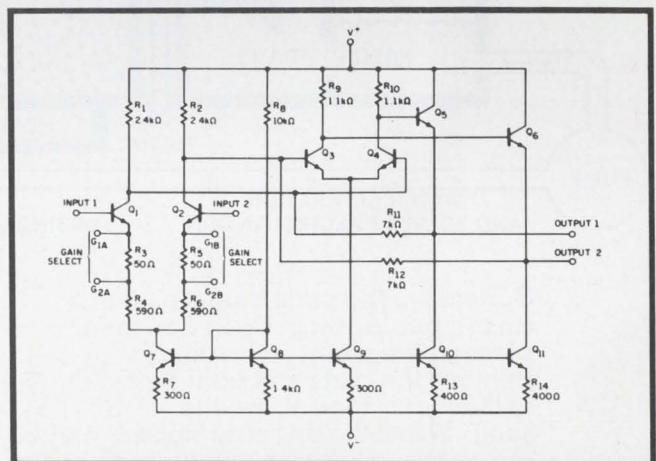 V+
R1
2.4kΩ
R2
2.4kΩ
R8
10kΩ
R9
1.1kΩ
R10
1.1kΩ
Q5
Q6
Q3
Q4
INPUT 1
Q1
Q2
INPUT 2
R11
7kΩ
OUTPUT 1
G1A
G1B
R3
50Ω
R5
50Ω
GAIN
SELECT
GAIN
SELECT
R12
7kΩ
OUTPUT 2
G2A
G2B
R4
590Ω
R6
590Ω
Q7
Q8
Q9
Q10
Q11
R7
300Ω
1.4kΩ
300Ω
R13
400Ω
R14
400Ω
V-